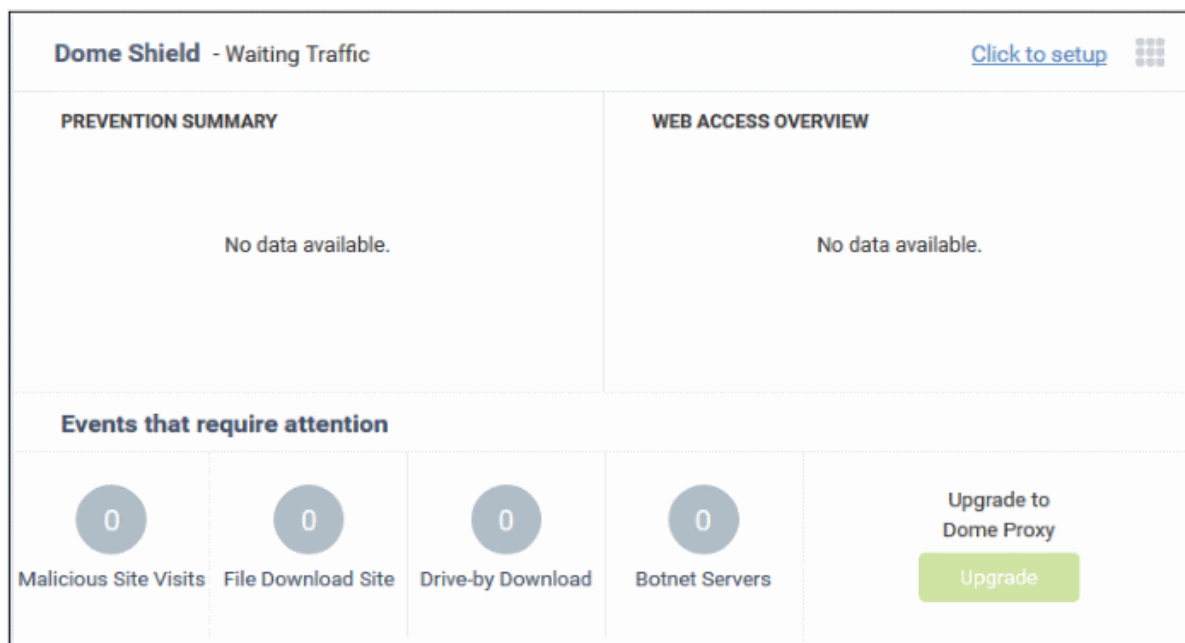 Dome Shield - Waiting Traffic
Click to setup
PREVENTION SUMMARY
WEB ACCESS OVERVIEW
No data available.
No data available.
Events that require attention
0
Malicious Site Visits
0
File Download Site
0
Drive-by Download
0
Botnet Servers
Upgrade to
Dome Proxy
Upgrade